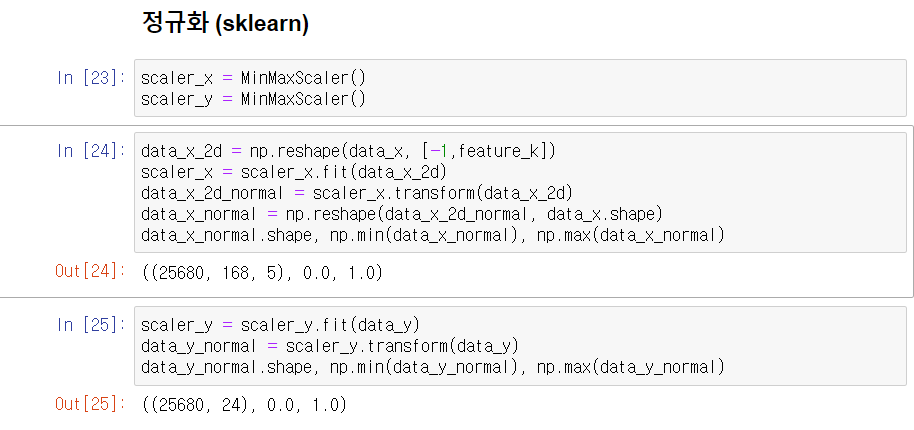 정규화 (sklearn)
In [23]: scaler_x = MinMaxScaler()
scaler_y = MinMaxScaler()
In [24]: data_x_2d = np.reshape(data_x, [-1,feature_k])
scaler_x = scaler_x.fit(data_x_2d)
data_x_2d_normal = scaler_x.transform(data_x_2d)
data_x_normal = np.reshape(data_x_2d_normal, data_x.shape)
data_x_normal.shape, np.min(data_x_normal), np.max(data_x_normal)
Out[24]: ((25680, 168, 5), 0.0, 1.0)
In [25]: scaler_y = scaler_y.fit(data_y)
data_y_normal = scaler_y.transform(data_y)
data_y_normal.shape, np.min(data_y_normal), np.max(data_y_normal)
Out[25]: ((25680, 24), 0.0, 1.0)